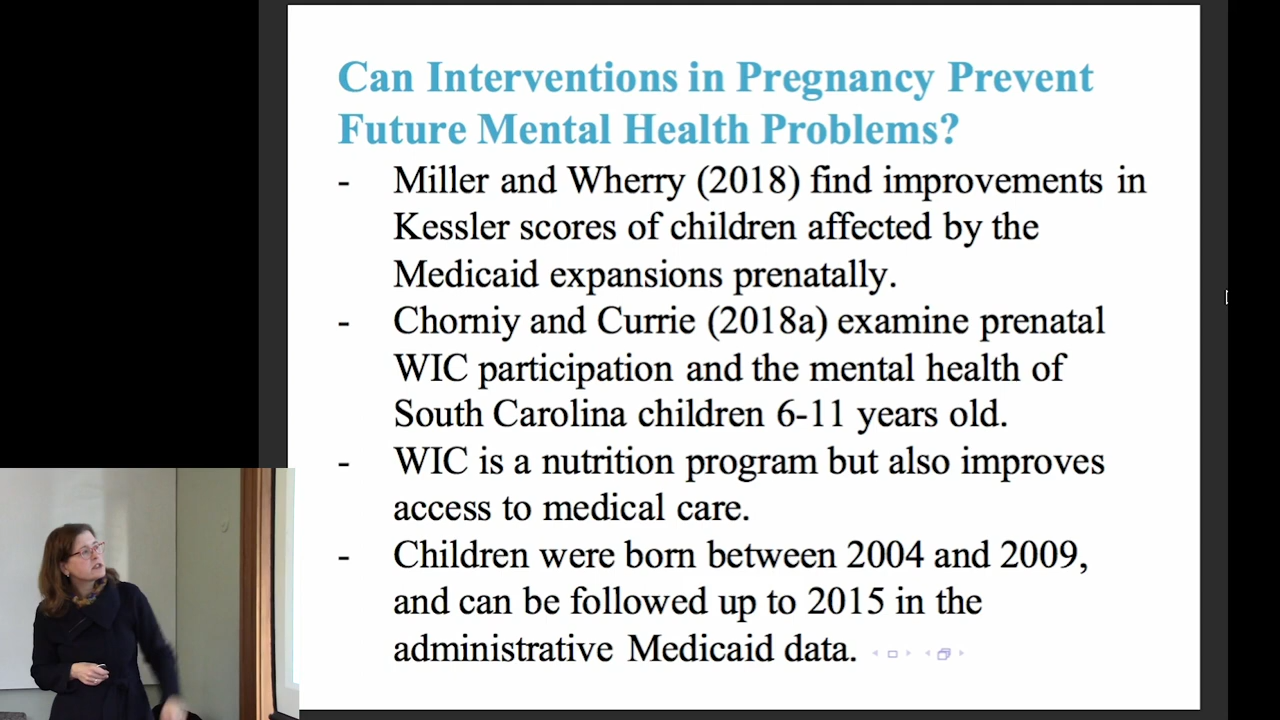 Can Interventions in Pregnancy Prevent
Future Mental Health Problems?
- Miller and Wherry (2018) find improvements in
Kessler scores of children affected by the
Medicaid expansions prenatally.
- Chorniy and Currie (2018a) examine prenatal
WIC participation and the mental health of
South Carolina children 6-11 years old.
- WIC is a nutrition program but also improves
access to medical care.
- Children were born between 2004 and 2009,
and can be followed up to 2015 in the
administrative Medicaid data.